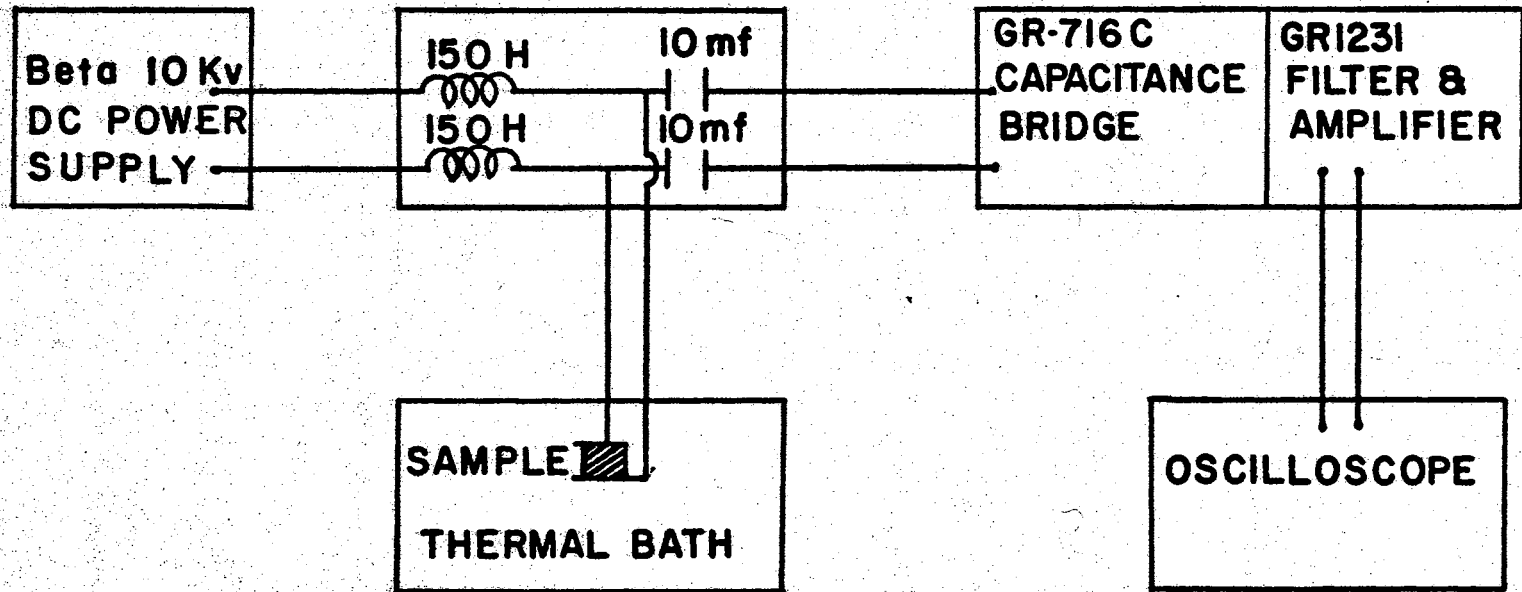 Beta 10 Kv
DC POWER
SUPPLY
150 H
10 mf
150 H
10 mf
GR-716 C
CAPACITANCE
BRIDGE
GR1231
FILTER &
AMPLIFIER
SAMPLE
THERMAL BATH
OSCILLOSCOPE